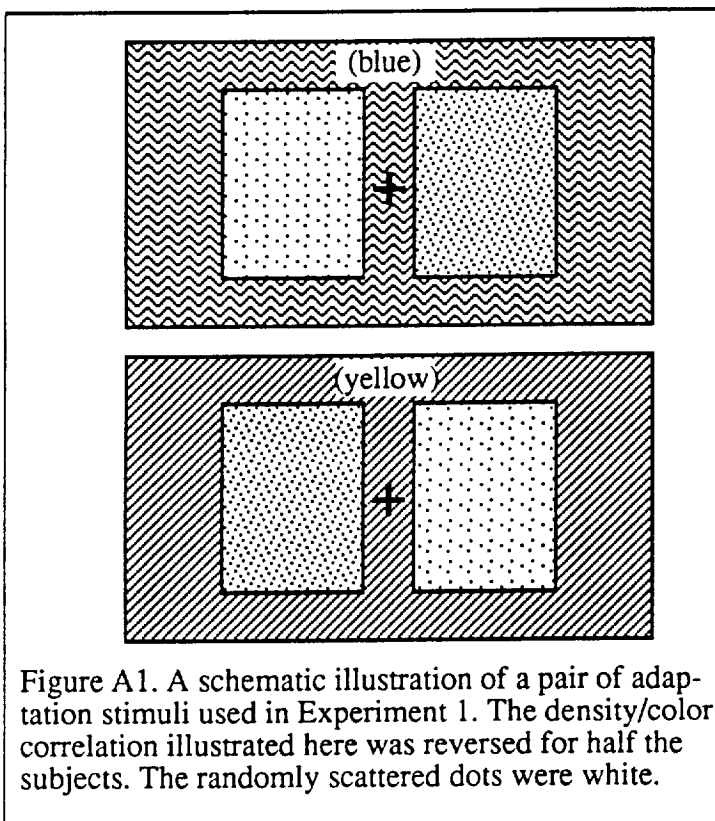 (blue)
(yellow)
Figure A1. A schematic illustration of a pair of adap-
tation stimuli used in Experiment 1. The density/color
correlation illustrated here was reversed for half the
subjects. The randomly scattered dots were white.